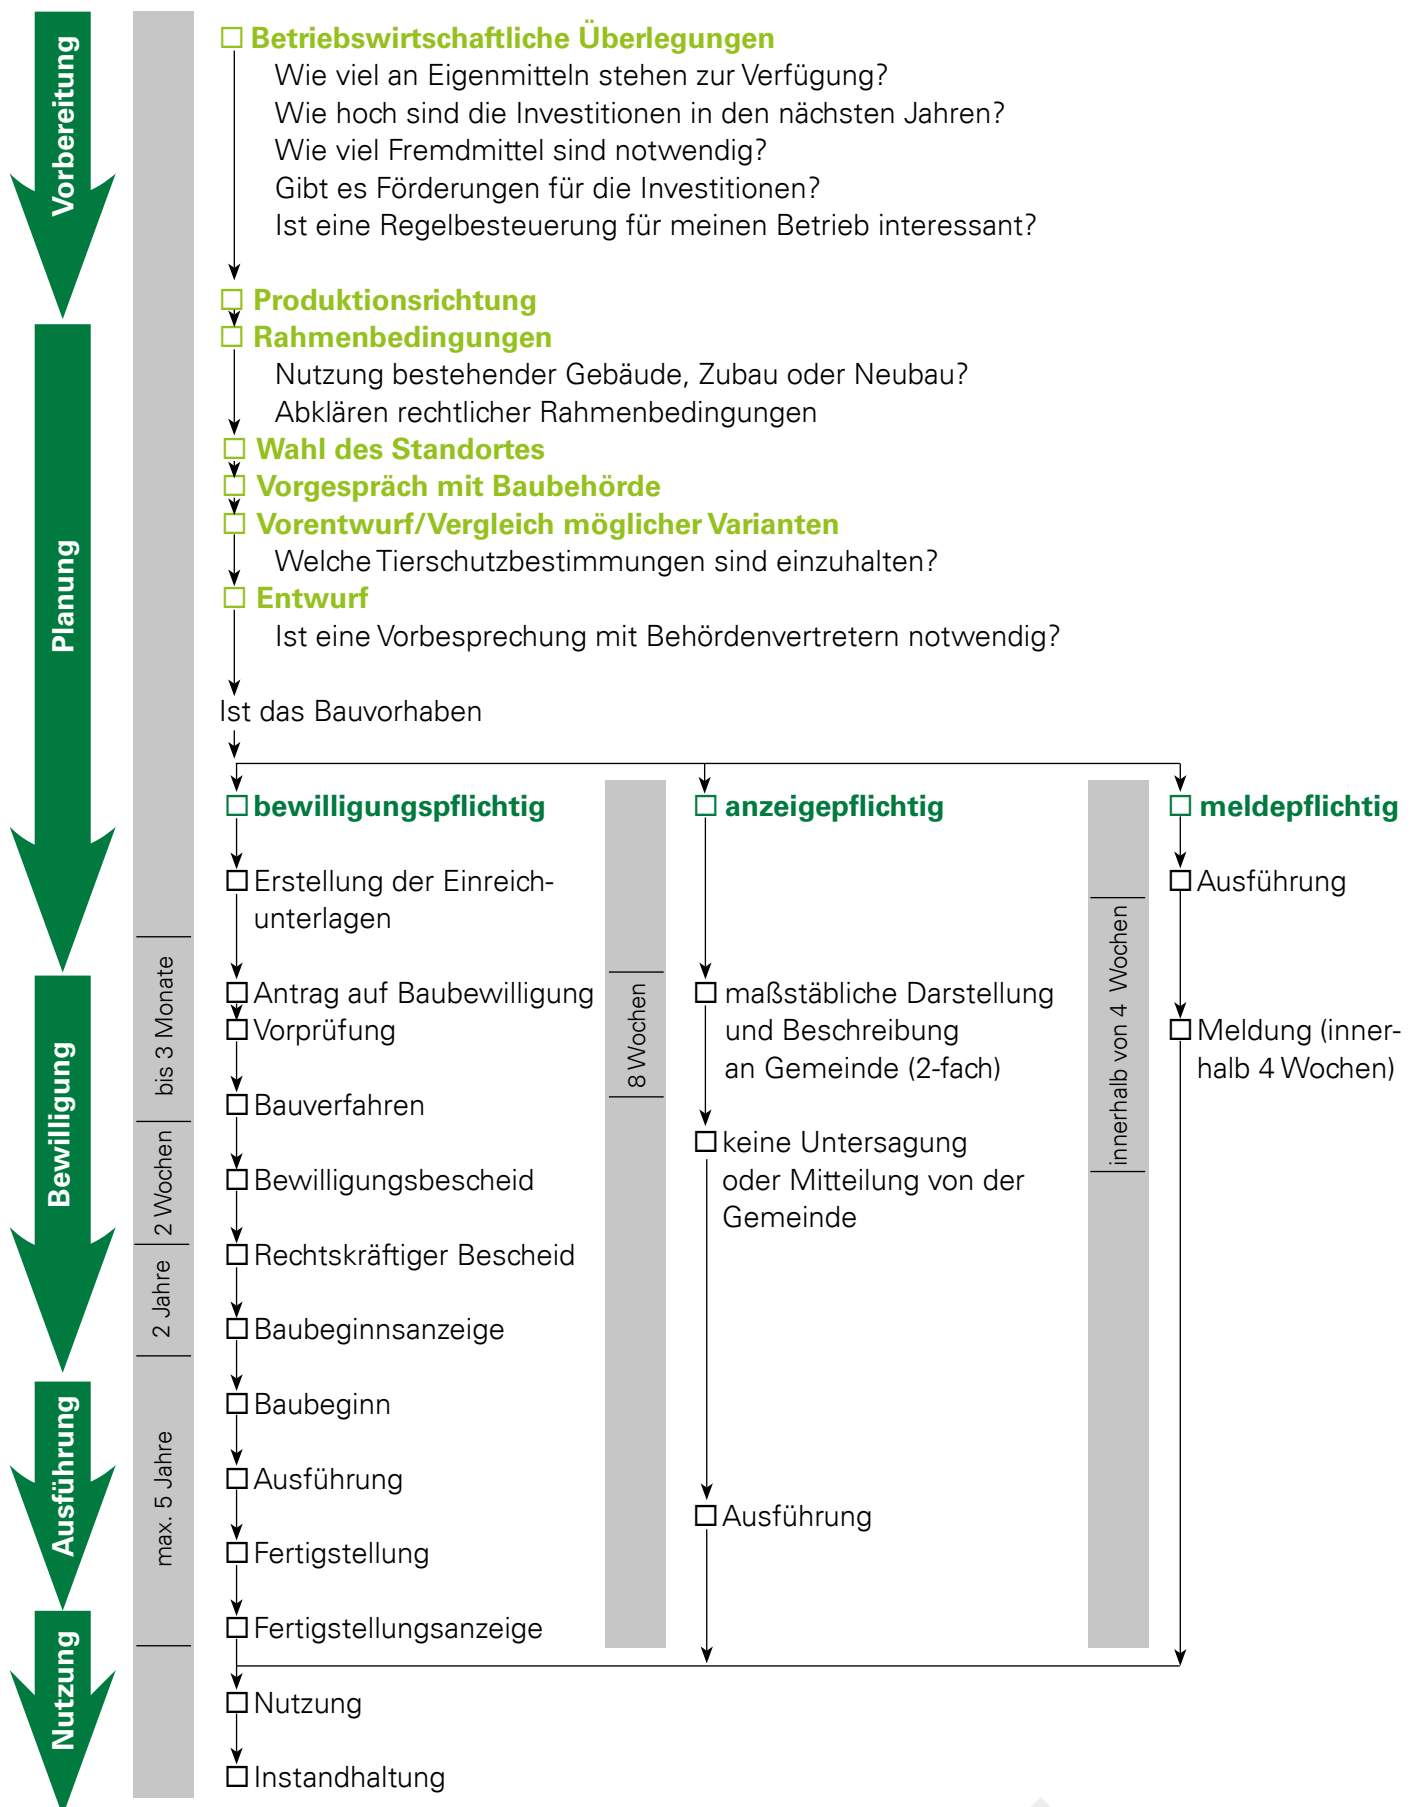 Vorbereitung
Betriebswirtschaftliche Überlegungen
Wie viel an Eigenmitteln stehen zur Verfügung?
Wie hoch sind die Investitionen in den nächsten Jahren?
Wie viel Fremdmittel sind notwendig?
Gibt es Förderungen für die Investitionen?
Ist eine Regelbesteuerung für meinen Betrieb interessant?
Planung
Produktionsrichtung
Rahmenbedingungen
Nutzung bestehender Gebäude, Zubau oder Neubau?
Abklären rechtlicher Rahmenbedingungen
Wahl des Standortes
Vorgespräch mit Baubehörde
Vorentwurf/Vergleich möglicher Varianten
Welche Tierschutzbestimmungen sind einzuhalten?
Entwurf
Ist eine Vorbesprechung mit Behördenvertretern notwendig?
Ist das Bauvorhaben
bewilligungspflichtig
Erstellung der Einreich-
unterlagen
Bewilligung
bis 3 Monate
Antrag auf Baubewilligung
Vorprüfung
Bauverfahren
2 Wochen
Bewilligungsbescheid
Rechtskräftiger Bescheid
2 Jahre
Baubeginnsanzeige
Ausführung
max. 5 Jahre
Baubeginn
Ausführung
Fertigstellung
Fertigstellungsanzeige
anzeigepflichtig
8 Wochen
maßstäbliche Darstellung
und Beschreibung
an Gemeinde (2-fach)
keine Untersagung
oder Mitteilung von der
Gemeinde
Ausführung
meldepflichtig
innerhalb von 4 Wochen
Ausführung
Meldung (inner-
halb 4 Wochen)
Nutzung
Nutzung
Instandhaltung